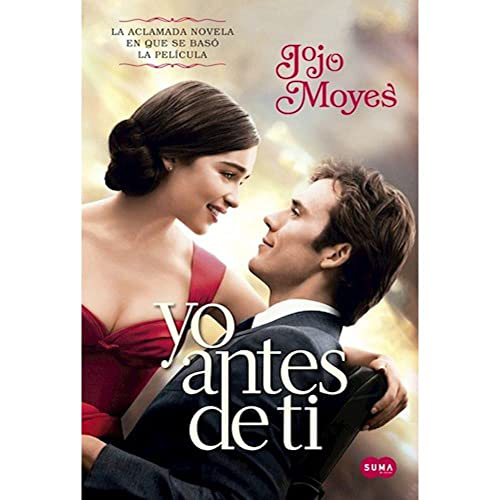 LA ACLAMADA NOVELA
EN QUE SE BASÓ
LA PELÍCULA
Jojo
Moyes
yo
antes
de ti
SUMA